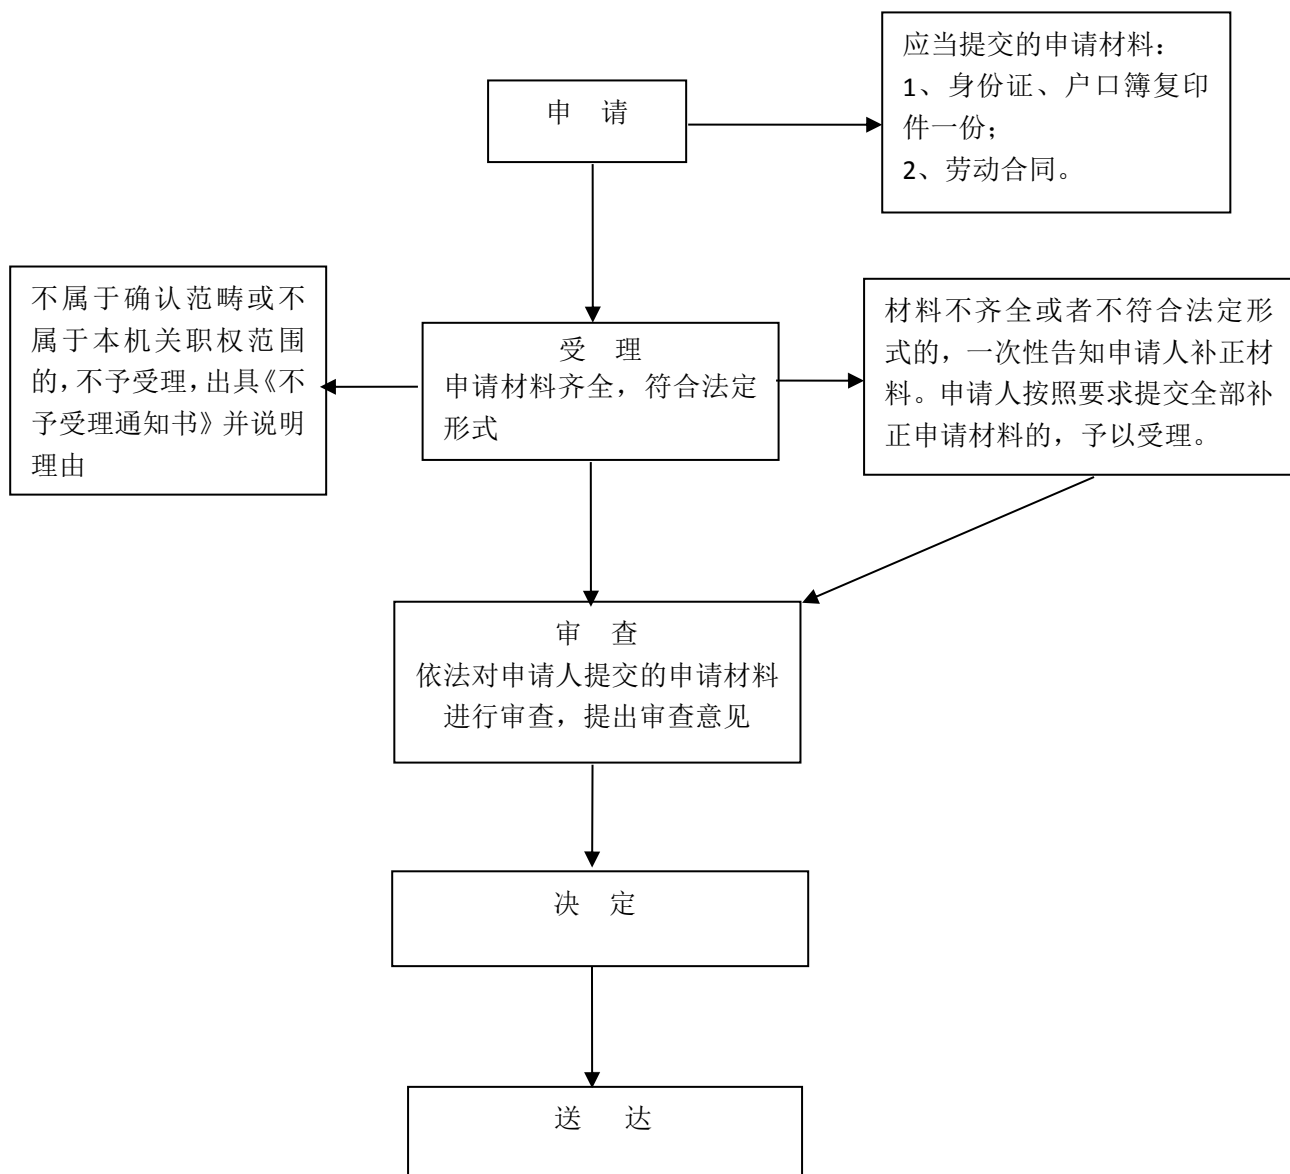 申 请
应当提交的申请材料：
1、身份证、户口簿复印
件一份；
2、劳动合同。
不属于确认范畴或不
属于本机关职权范围
的，不予受理，出具《不
予受理通知书》并说明
理由
受 理
申请材料齐全，符合法定
形式
材料不齐全或者不符合法定形
式的，一次性告知申请人补正材
料。申请人按照要求提交全部补
正申请材料的，予以受理。
审 查
依法对申请人提交的申请材料
进行审查，提出审查意见
决 定
送 达